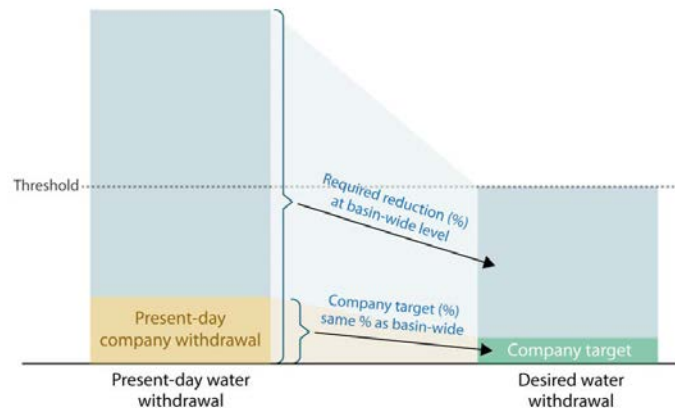 Threshold
Required reduction (%)
at basin-wide level
Present-day
company withdrawal
Company target (%)
same % as basin-wide
Company target
Present-day water
withdrawal
Desired water
withdrawal